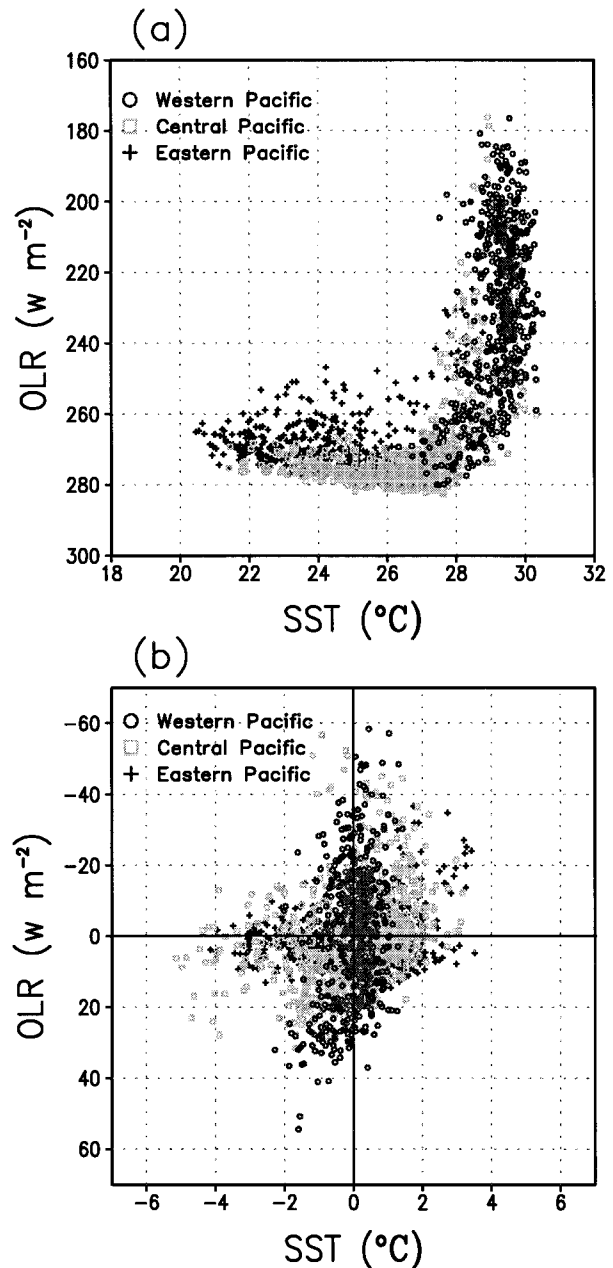 (a)
160
180
200
220
240
260
280
300
OLR (w m⁻²)
Western Pacific
Central Pacific
Eastern Pacific
18 20 22 24 26 28 30 32
SST (°C)
(b)
-60
-40
-20
0
20
40
60
OLR (w m⁻²)
Western Pacific
Central Pacific
Eastern Pacific
-6 -4 -2 0 2 4 6
SST (°C)